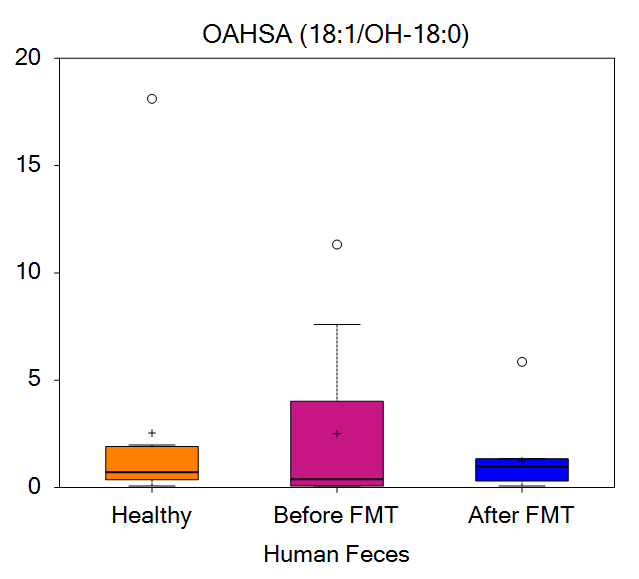 OAHSA (18:1/OH-18:0)
20
15
10
5
0
Healthy Before FMT After FMT
Human Feces